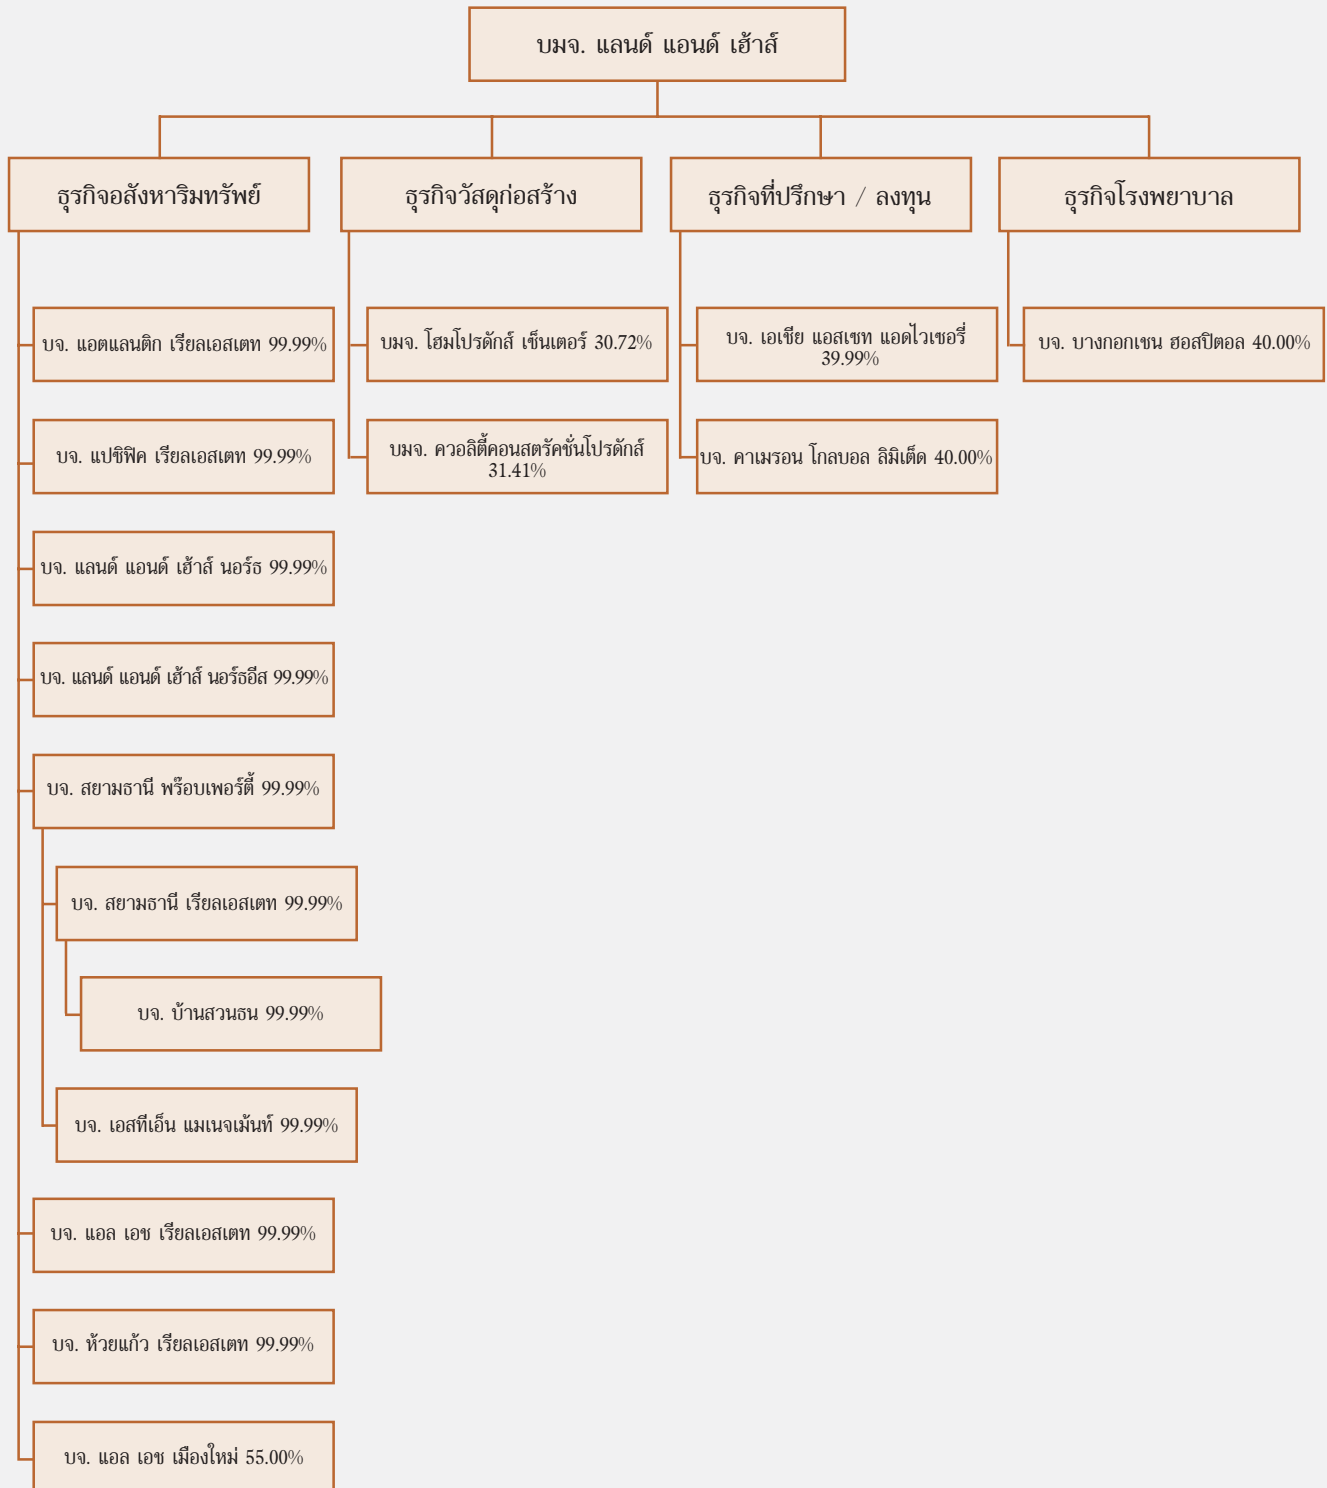 บมจ. แลนด์ แอนด์ เฮ้าส์
ธุรกิจอสังหาริมทรัพย์
บจ. แอตแลนติก เรียลเอสเตท 99.99%
บจ. แปซิฟิค เรียลเอสเตท 99.99%
บจ. แลนด์ แอนด์ เฮ้าส์ นอร์ธ 99.99%
บจ. แลนด์ แอนด์ เฮ้าส์ นอร์ธอีส 99.99%
บจ. สยามธานี พร๊อบเพอร์ตี้ 99.99%
บจ. สยามธานี เรียลเอสเตท 99.99%
บจ. บ้านสวนธน 99.99%
บจ. เอสทีเอ็น แมเนจเม้นท์ 99.99%
บจ. แอล เอช เรียลเอสเตท 99.99%
บจ. ห้วยแก้ว เรียลเอสเตท 99.99%
บจ. แอล เอช เมืองใหม่ 55.00%
ธุรกิจวัสดุก่อสร้าง
บมจ. โฮมโปรดักส์ เซ็นเตอร์ 30.72%
บมจ. ควอลิตี้คอนสตรัคชั่นโปรดักส์
31.41%
ธุรกิจที่ปรึกษา / ลงทุน
บจ. เอเชีย แอสเซท แอดไวเซอรี่
39.99%
บจ. คาเมรอน โกลบอล ลิมิเต็ด 40.00%
ธุรกิจโรงพยาบาล
บจ. บางกอกเชน ฮอสปิตอล 40.00%